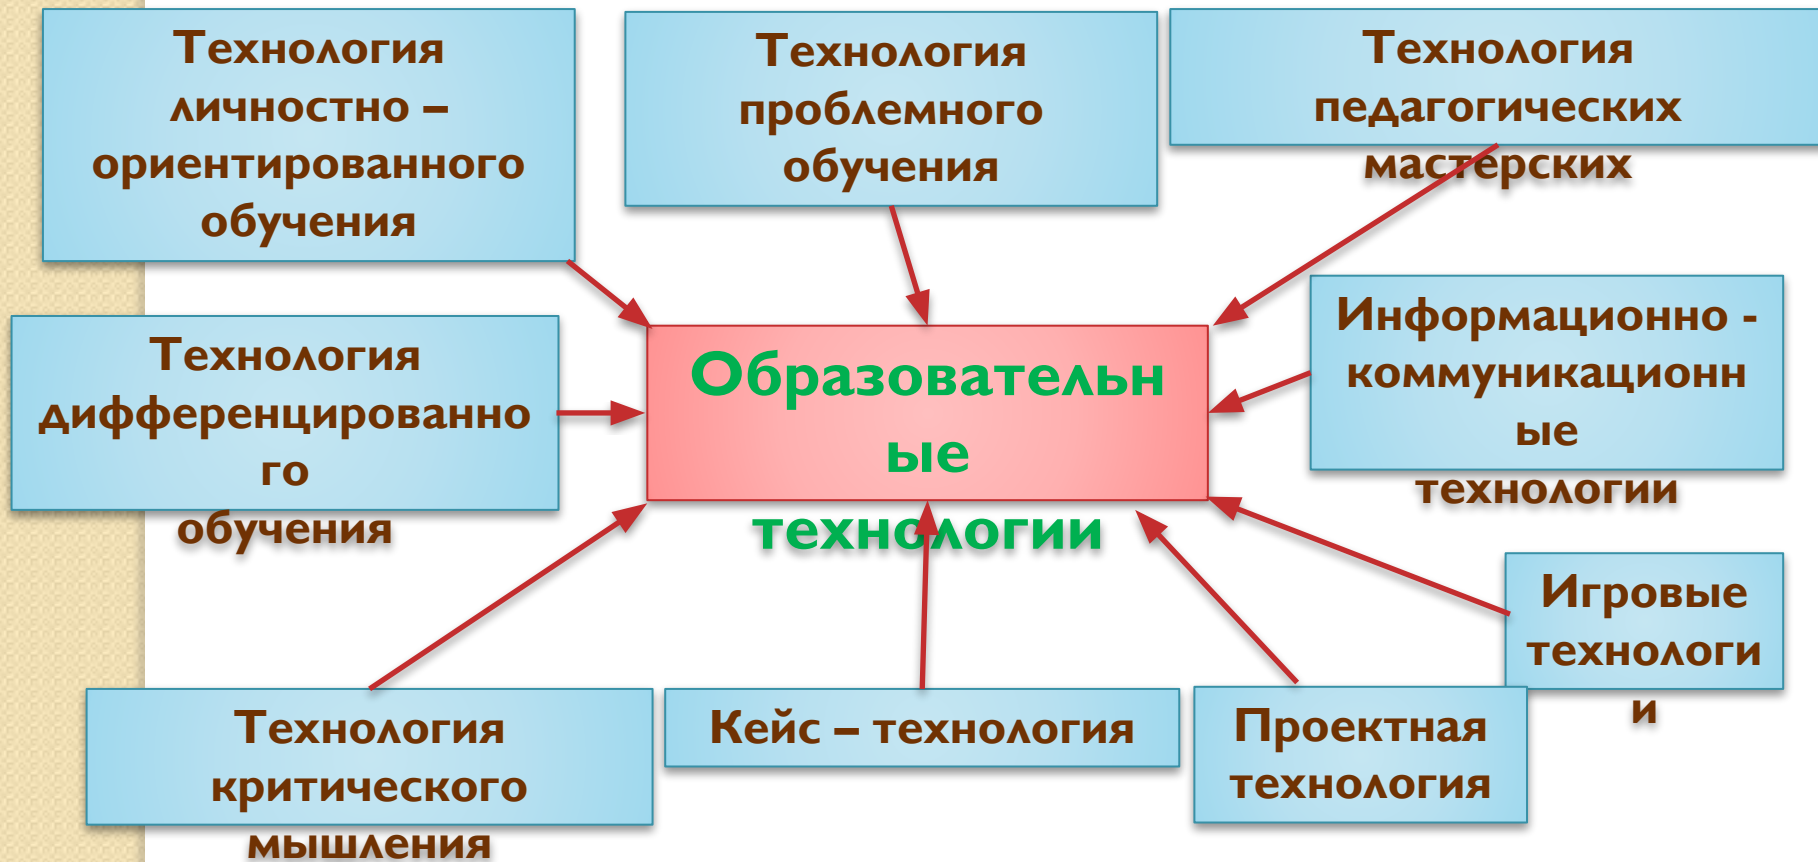 Технология
личностно –
ориентированного
обучения
Технология
проблемного
обучения
Технология
педагогических
мастерских
Технология
дифференцированно
го
обучения
Образовательн
ые
технологии
Информационно -
коммуникационн
ые
технологии
Игровые
технологи
и
Технология
критического
мышления
Кейс – технология
Проектная
технология